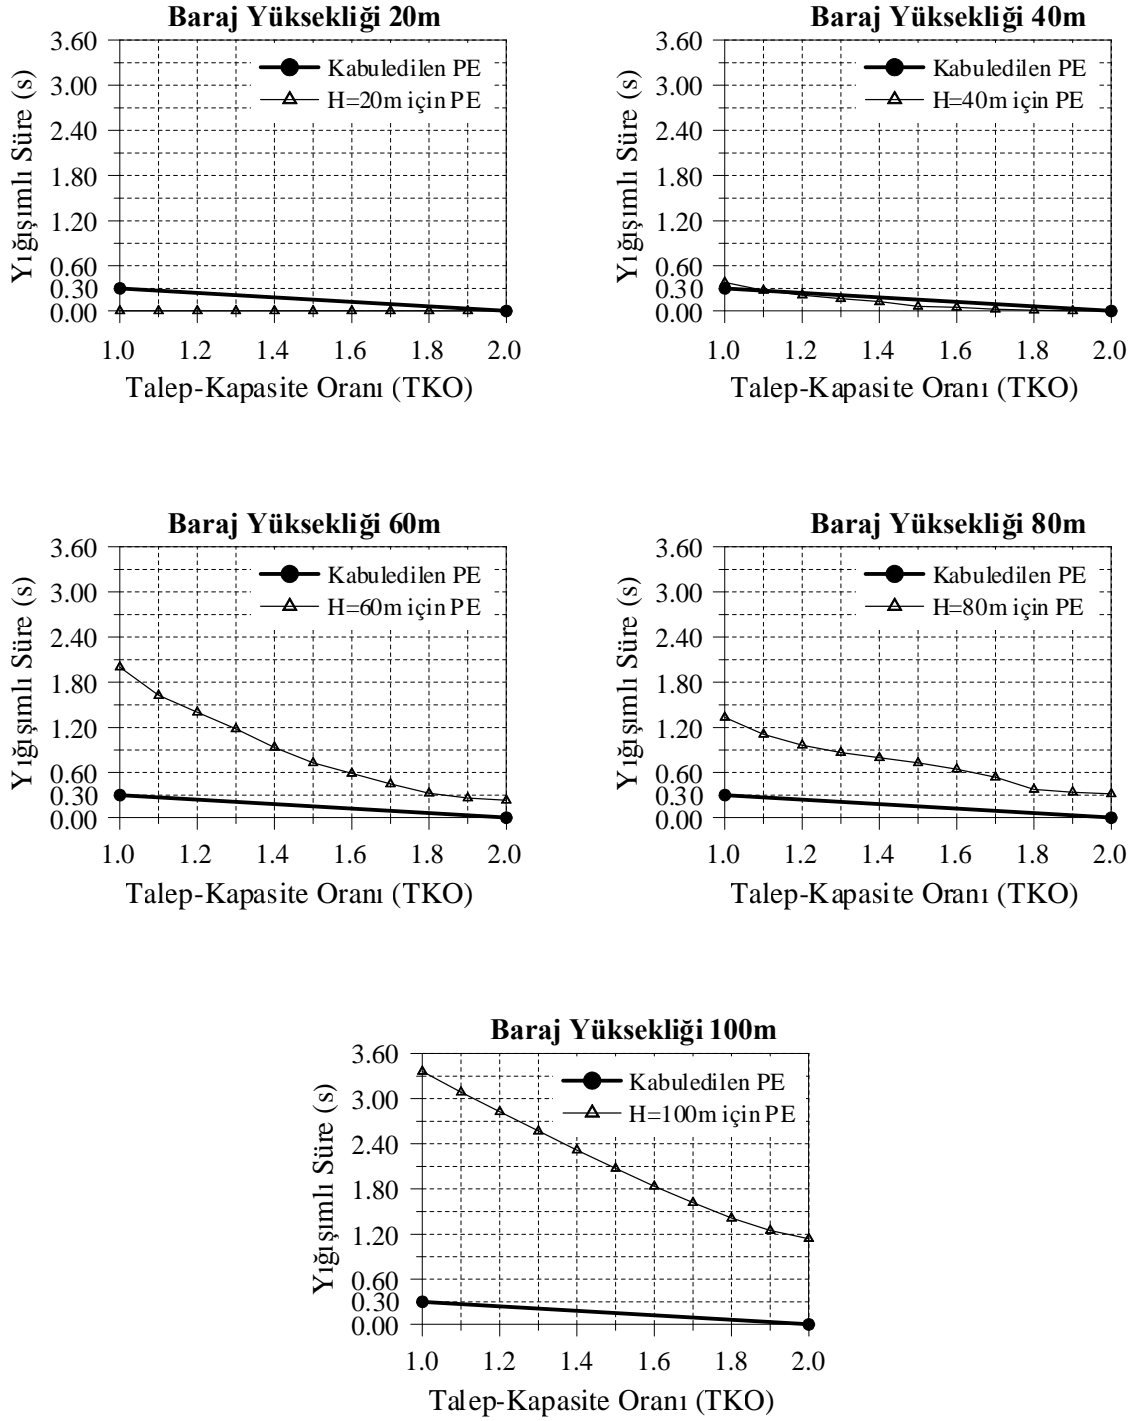 Baraj Yüksekliği 20m
3.60
3.00
2.40
1.80
1.20
0.60
0.30
0.00
Yığışımlı Süre (s)
Kabuledilen PE
H=20m için PE
1.0 1.2 1.4 1.6 1.8 2.0
Talep-Kapasite Oranı (TKO)
Baraj Yüksekliği 40m
3.60
3.00
2.40
1.80
1.20
0.60
0.30
0.00
Yığışımlı Süre (s)
Kabuledilen PE
H=40m için PE
1.0 1.2 1.4 1.6 1.8 2.0
Talep-Kapasite Oranı (TKO)
Baraj Yüksekliği 60m
3.60
3.00
2.40
1.80
1.20
0.60
0.30
0.00
Yığışımlı Süre (s)
Kabuledilen PE
H=60m için PE
1.0 1.2 1.4 1.6 1.8 2.0
Talep-Kapasite Oranı (TKO)
Baraj Yüksekliği 80m
3.60
3.00
2.40
1.80
1.20
0.60
0.30
0.00
Yığışımlı Süre (s)
Kabuledilen PE
H=80m için PE
1.0 1.2 1.4 1.6 1.8 2.0
Talep-Kapasite Oranı (TKO)
Baraj Yüksekliği 100m
3.60
3.00
2.40
1.80
1.20
0.60
0.30
0.00
Yığışımlı Süre (s)
Kabuledilen PE
H=100m için PE
1.0 1.2 1.4 1.6 1.8 2.0
Talep-Kapasite Oranı (TKO)